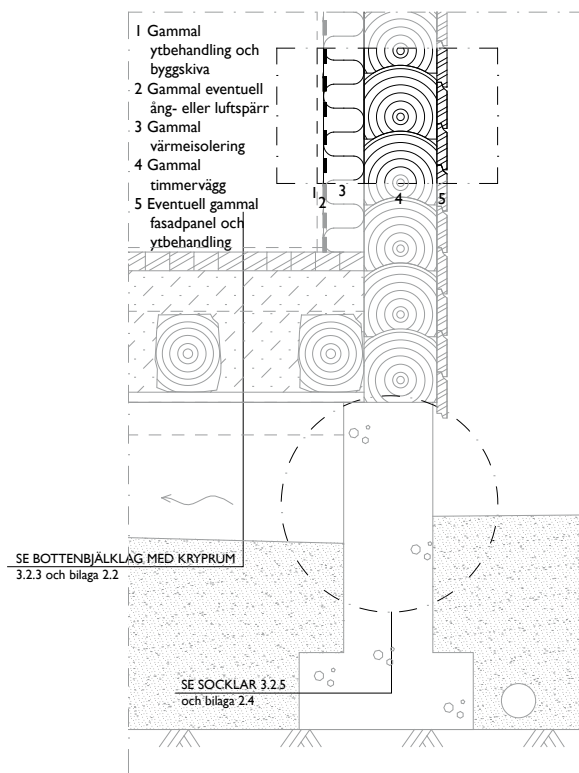 1 Gammal
ytbehandling och
byggskiva
2 Gammal eventuell
ång- eller luftspärr
3 Gammal
värmeisolering
4 Gammal
timmervägg
5 Eventuell gammal
fasadpanel och
ytbehandling
1
2
3
4
5
SE BOTTENBJÄLKLAG MED KRYPRUM
3.2.3 och bilaga 2.2
SE SOCKLAR 3.2.5
och bilaga 2.4